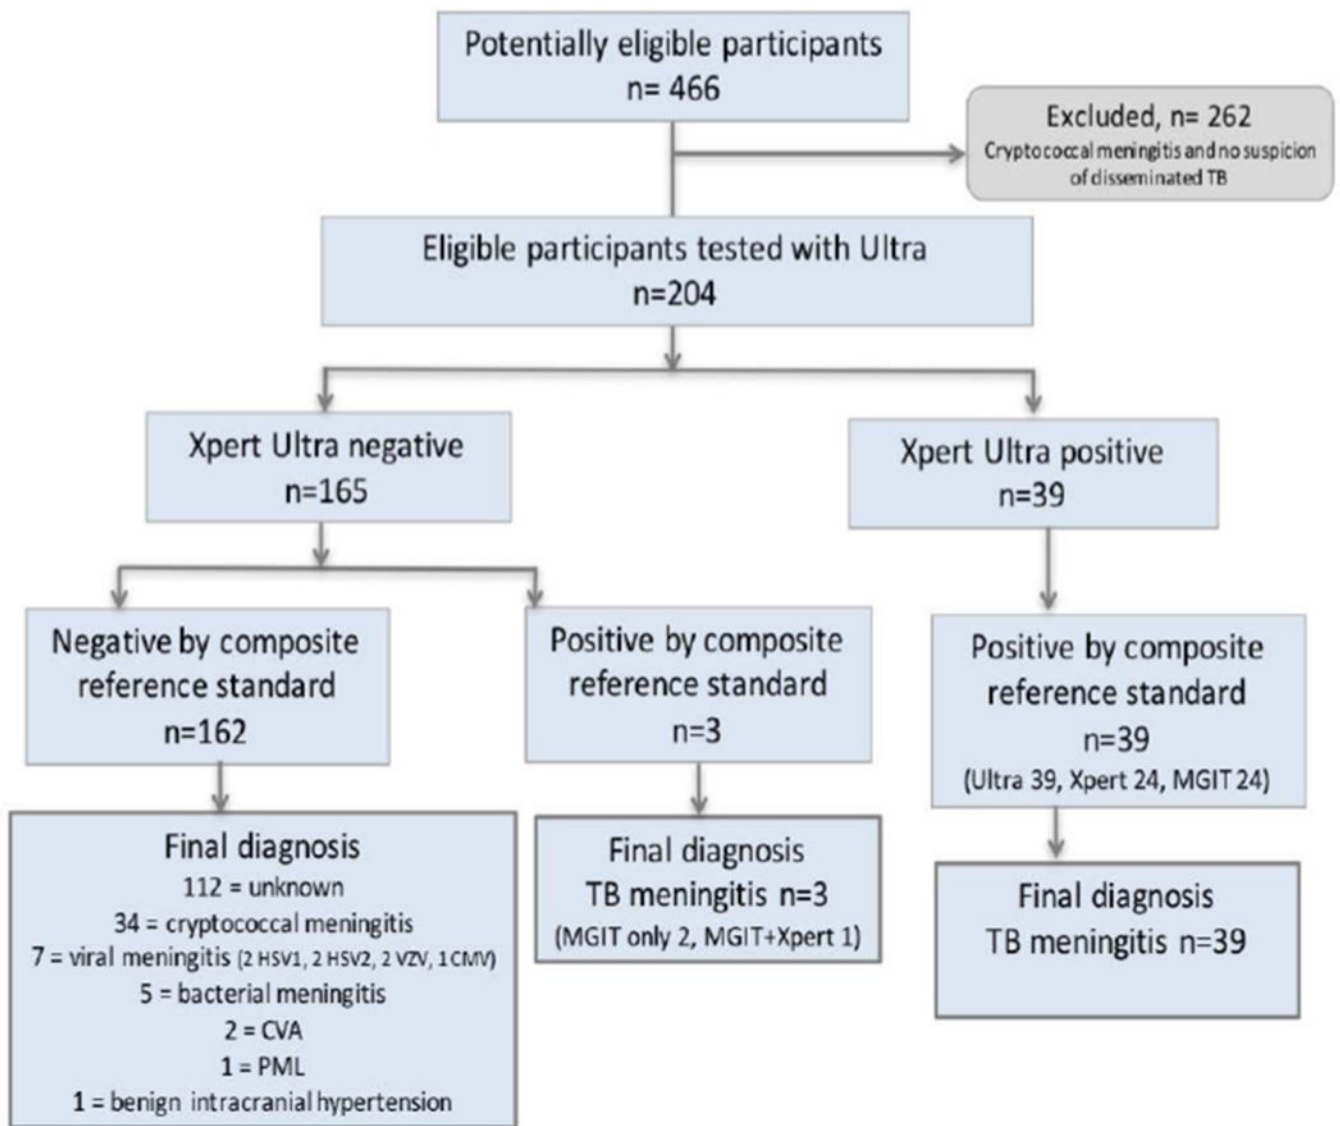 Potentially eligible participants
n= 466
Excluded, n= 262
Cryptococcal meningitis and no suspicion
of disseminated TB
Eligible participants tested with Ultra
n=204
Xpert Ultra negative
n=165
Xpert Ultra positive
n=39
Negative by composite
reference standard
n=162
Positive by composite
reference standard
n=3
Positive by composite
reference standard
n=39
(Ultra 39, Xpert 24, MGIT 24)
Final diagnosis
112 = unknown
34 = cryptococcal meningitis
7 = viral meningitis (2 HSV1, 2 HSV2, 2 VZV, 1 CMV)
5 = bacterial meningitis
2 = CVA
1 = PML
1 = benign intracranial hypertension
Final diagnosis
TB meningitis n=3
(MGIT only 2, MGIT+Xpert 1)
Final diagnosis
TB meningitis n=39